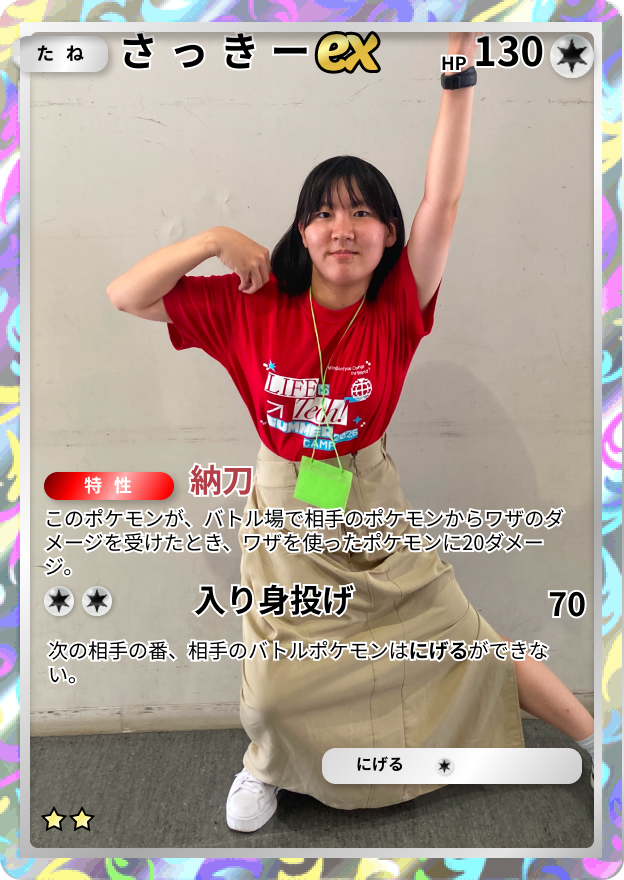 たね さっきーex HP 130
LIFE is
Tech!
SUMMER 2025
CAMP
特性 納刀
このポケモンが、バトル場で相手のポケモンからワザのダ
メージを受けたとき、ワザを使ったポケモンに20ダメー
ジ。
入り身投げ 70
次の相手の番、相手のバトルポケモンはにげるができな
い。
にげる